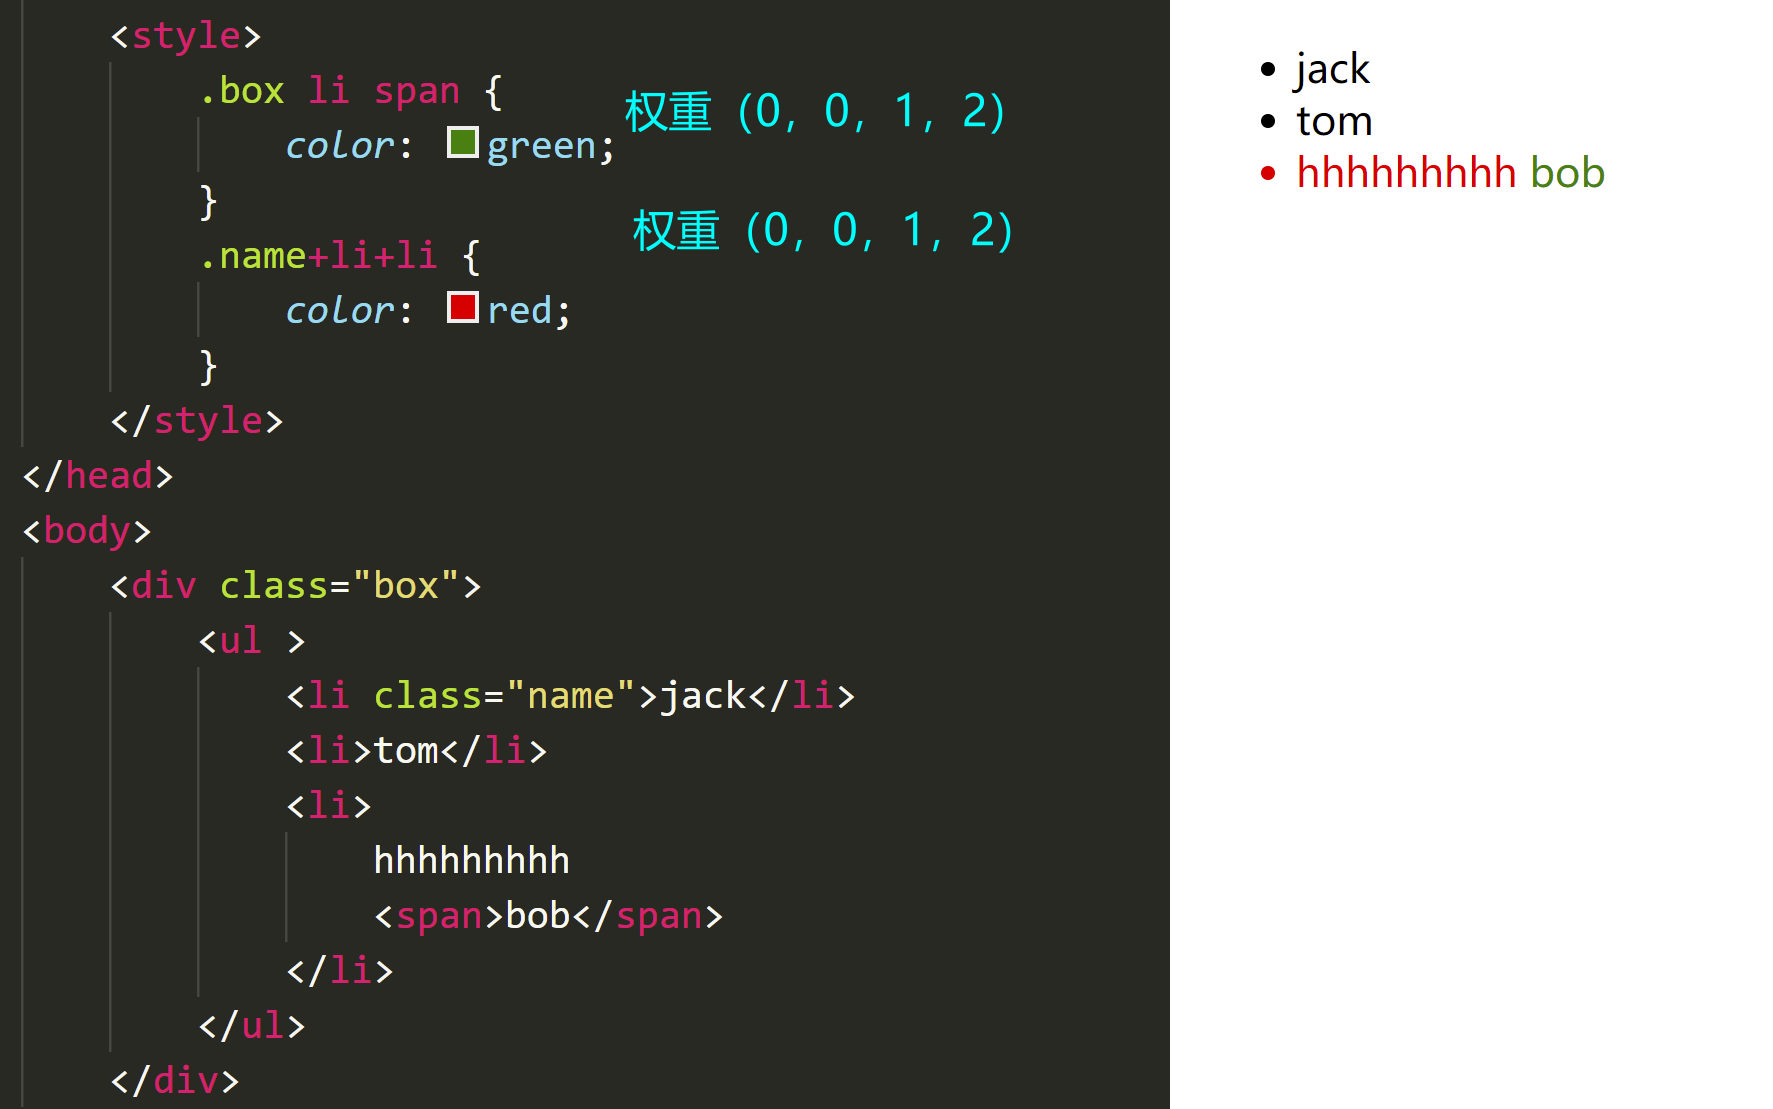 <style>
.box li span {
权重（0，0，1，2）
color: green;
}
权重（0，0，1，2）
.name+li+li {
color: red;
}
</style>
</head>
<body>
<div class="box">
<ul >
<li class="name">jack</li>
<li>tom</li>
<li>
hhhhhhhhh
<span>bob</span>
</li>
</ul>
</div>
jack
tom
hhhhhhhhh bob